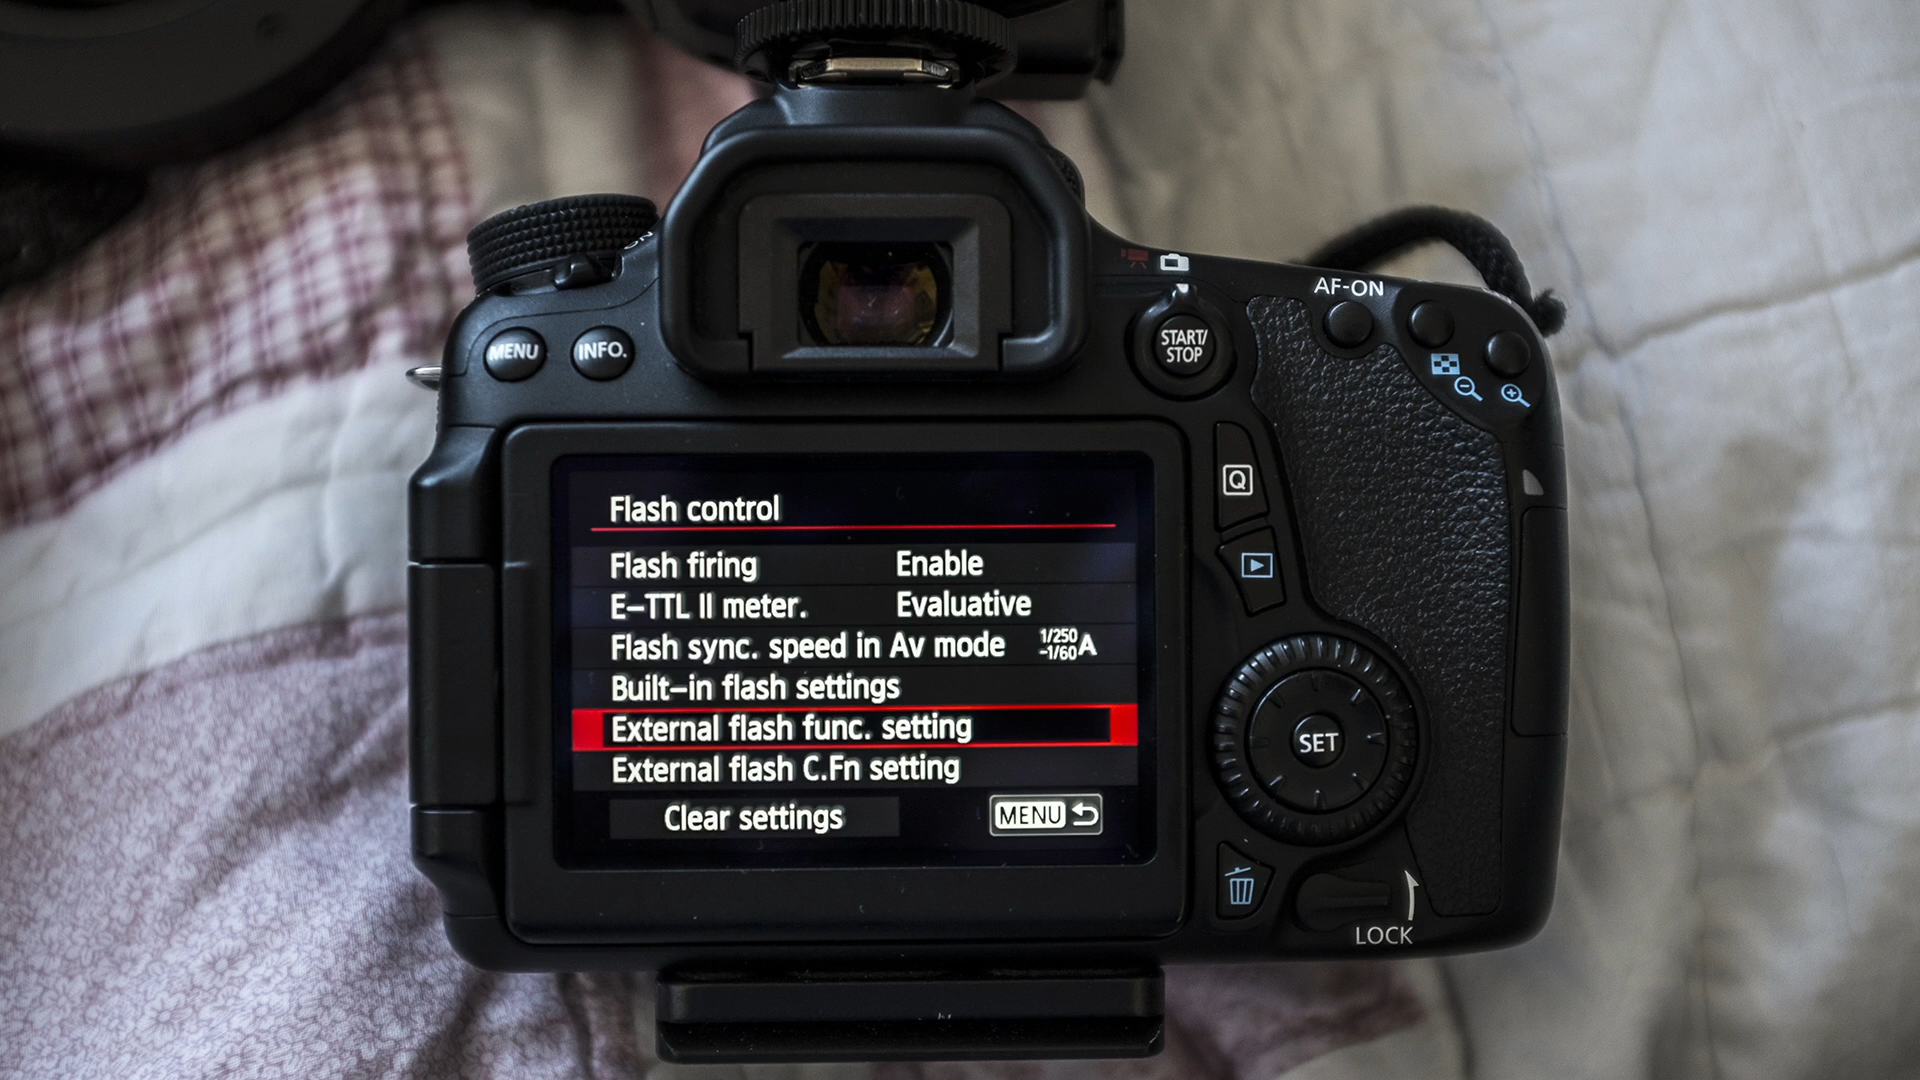 ON
MENU
INFO.
START/
STOP
AF-ON
Q
Flash control
Flash firing Enable
E-TTL II meter. Evaluative
Flash sync. speed in Av mode 1/250-1/60A
Built-in flash settings
External flash func. setting
External flash C.Fn setting
Clear settings MENU
SET
LOCK